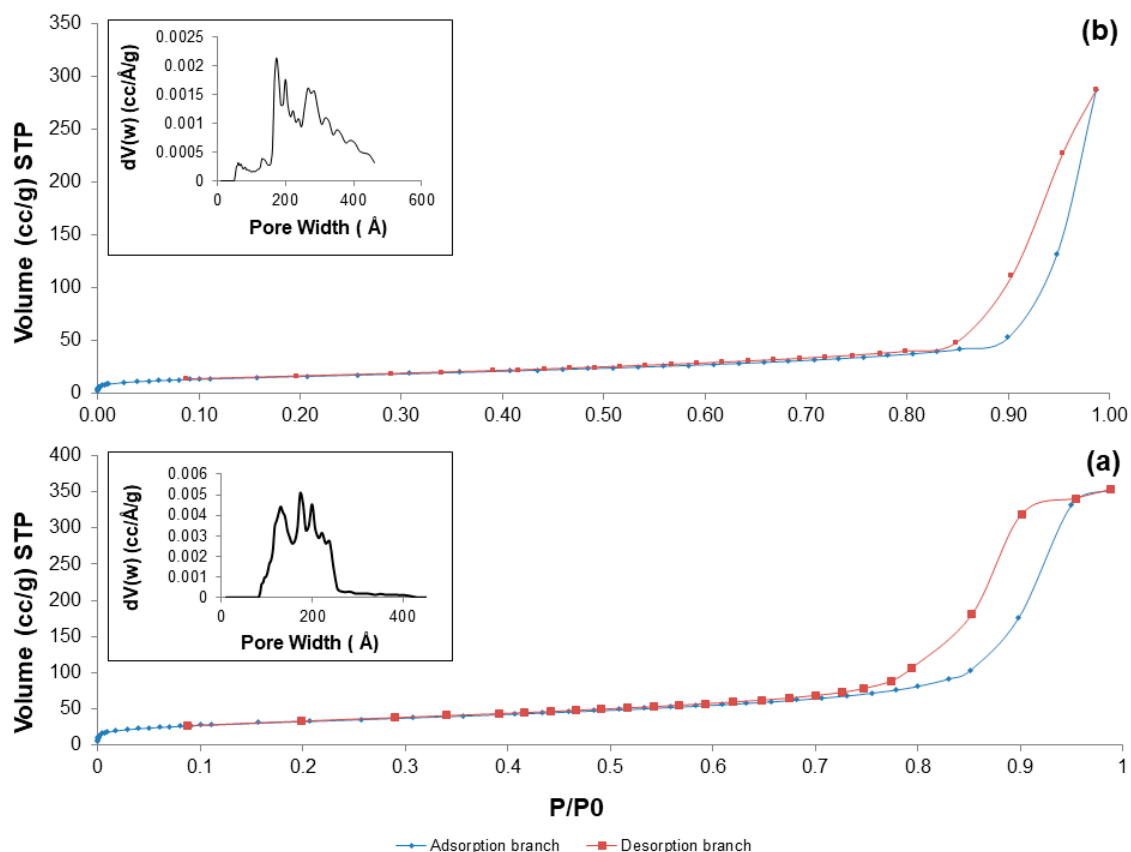 (b)
Volume (cc/g) STP
350
300
250
200
150
100
50
0
0.00 0.10 0.20 0.30 0.40 0.50 0.60 0.70 0.80 0.90 1.00
dV(w) (cc/Å/g)
0.0025
0.002
0.0015
0.001
0.0005
0
0 200 400 600
Pore Width ( Å)
(a)
Volume (cc/g) STP
400
350
300
250
200
150
100
50
0
0 0.1 0.2 0.3 0.4 0.5 0.6 0.7 0.8 0.9 1
dV(w) (cc/Å/g)
0.006
0.005
0.004
0.003
0.002
0.001
0
0 200 400
Pore Width ( Å)
P/P0
Adsorption branch Desorption branch